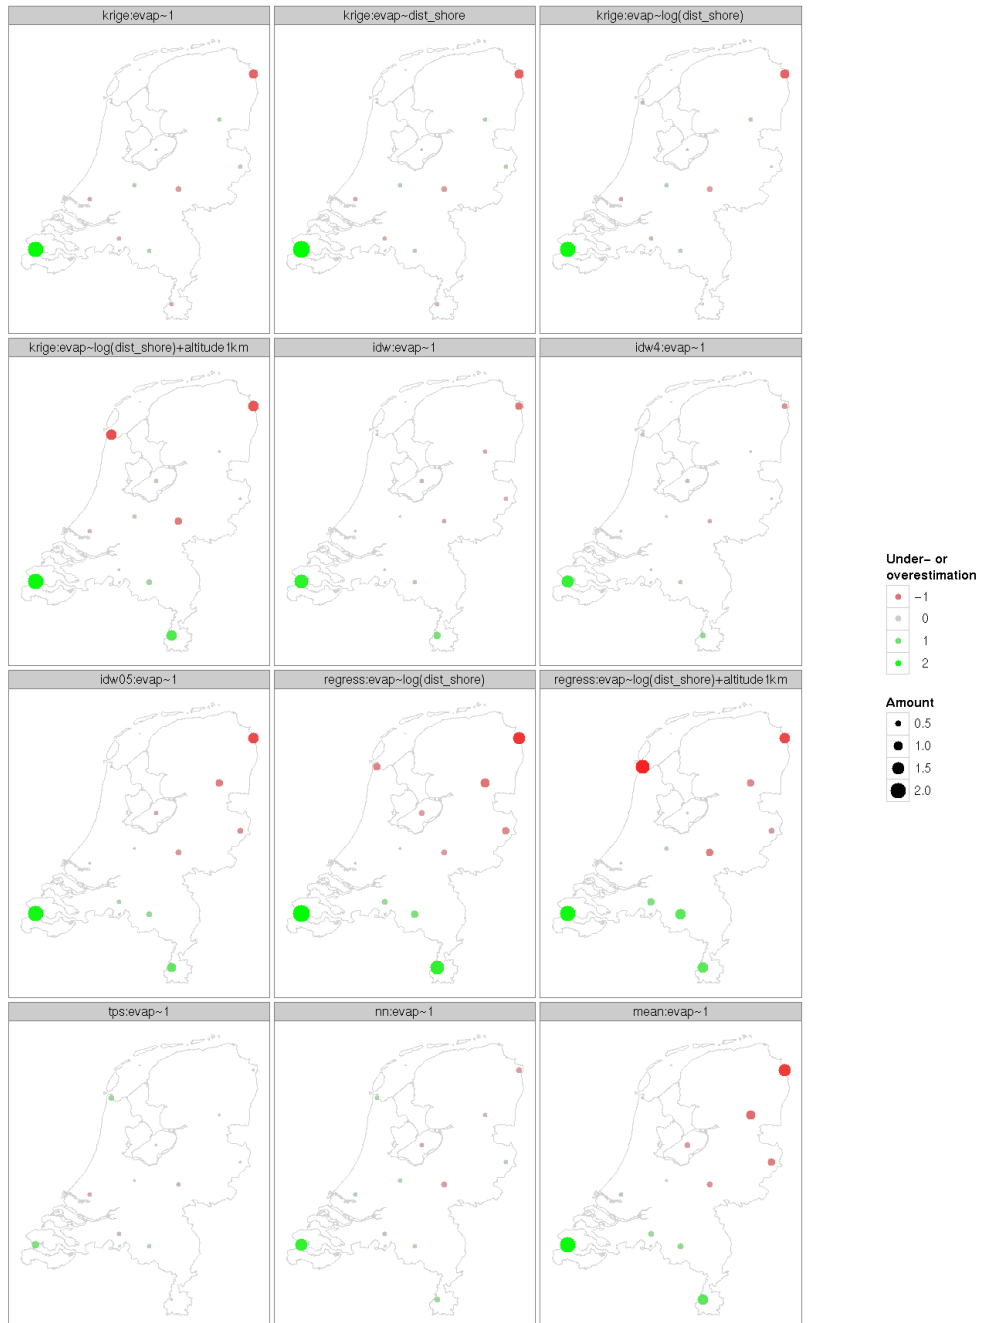 krige:evap~1
krige:evap~dist_shore
krige:evap~log(dist_shore)
krige:evap~log(dist_shore)+altitude1km
idw:evap~1
idw4:evap~1
idw05:evap~1
regress:evap~log(dist_shore)
regress:evap~log(dist_shore)+altitude1km
tps:evap~1
nn:evap~1
mean:evap~1
Under- or
overestimation
-1
0
1
2
Amount
0.5
1.0
1.5
2.0